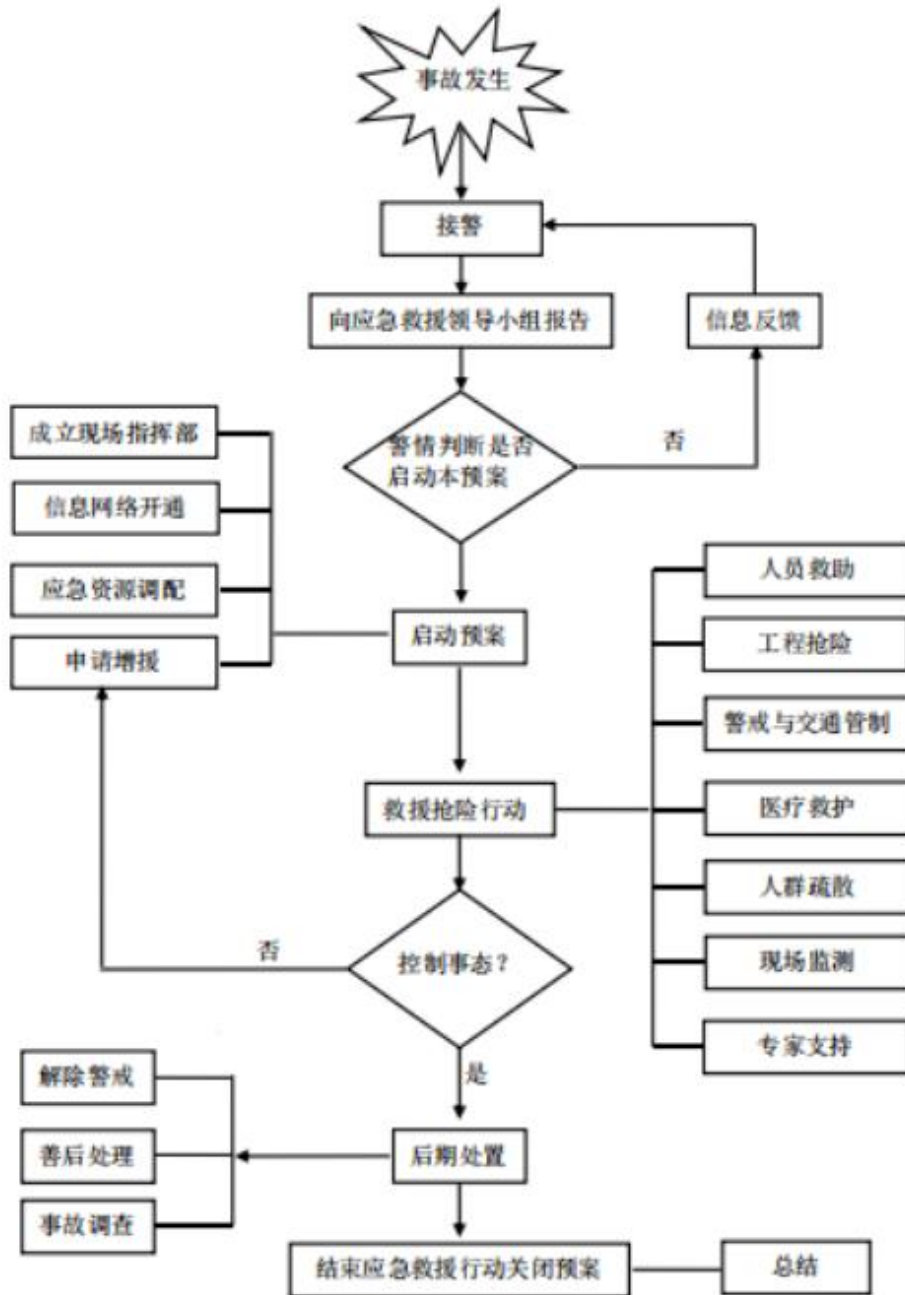 事故发生
接警
向应急救援领导小组报告
信息反馈
成立现场指挥部
警情判断是否
启动本预案
否
信息网络开通
人员救助
应急资源调配
启动预案
工程抢险
申请增援
警戒与交通管制
救援抢险行动
医疗救护
人群疏散
否
控制事态？
现场监测
专家支持
是
解除警戒
善后处理
后期处置
事故调查
结束应急救援行动关闭预案
总结